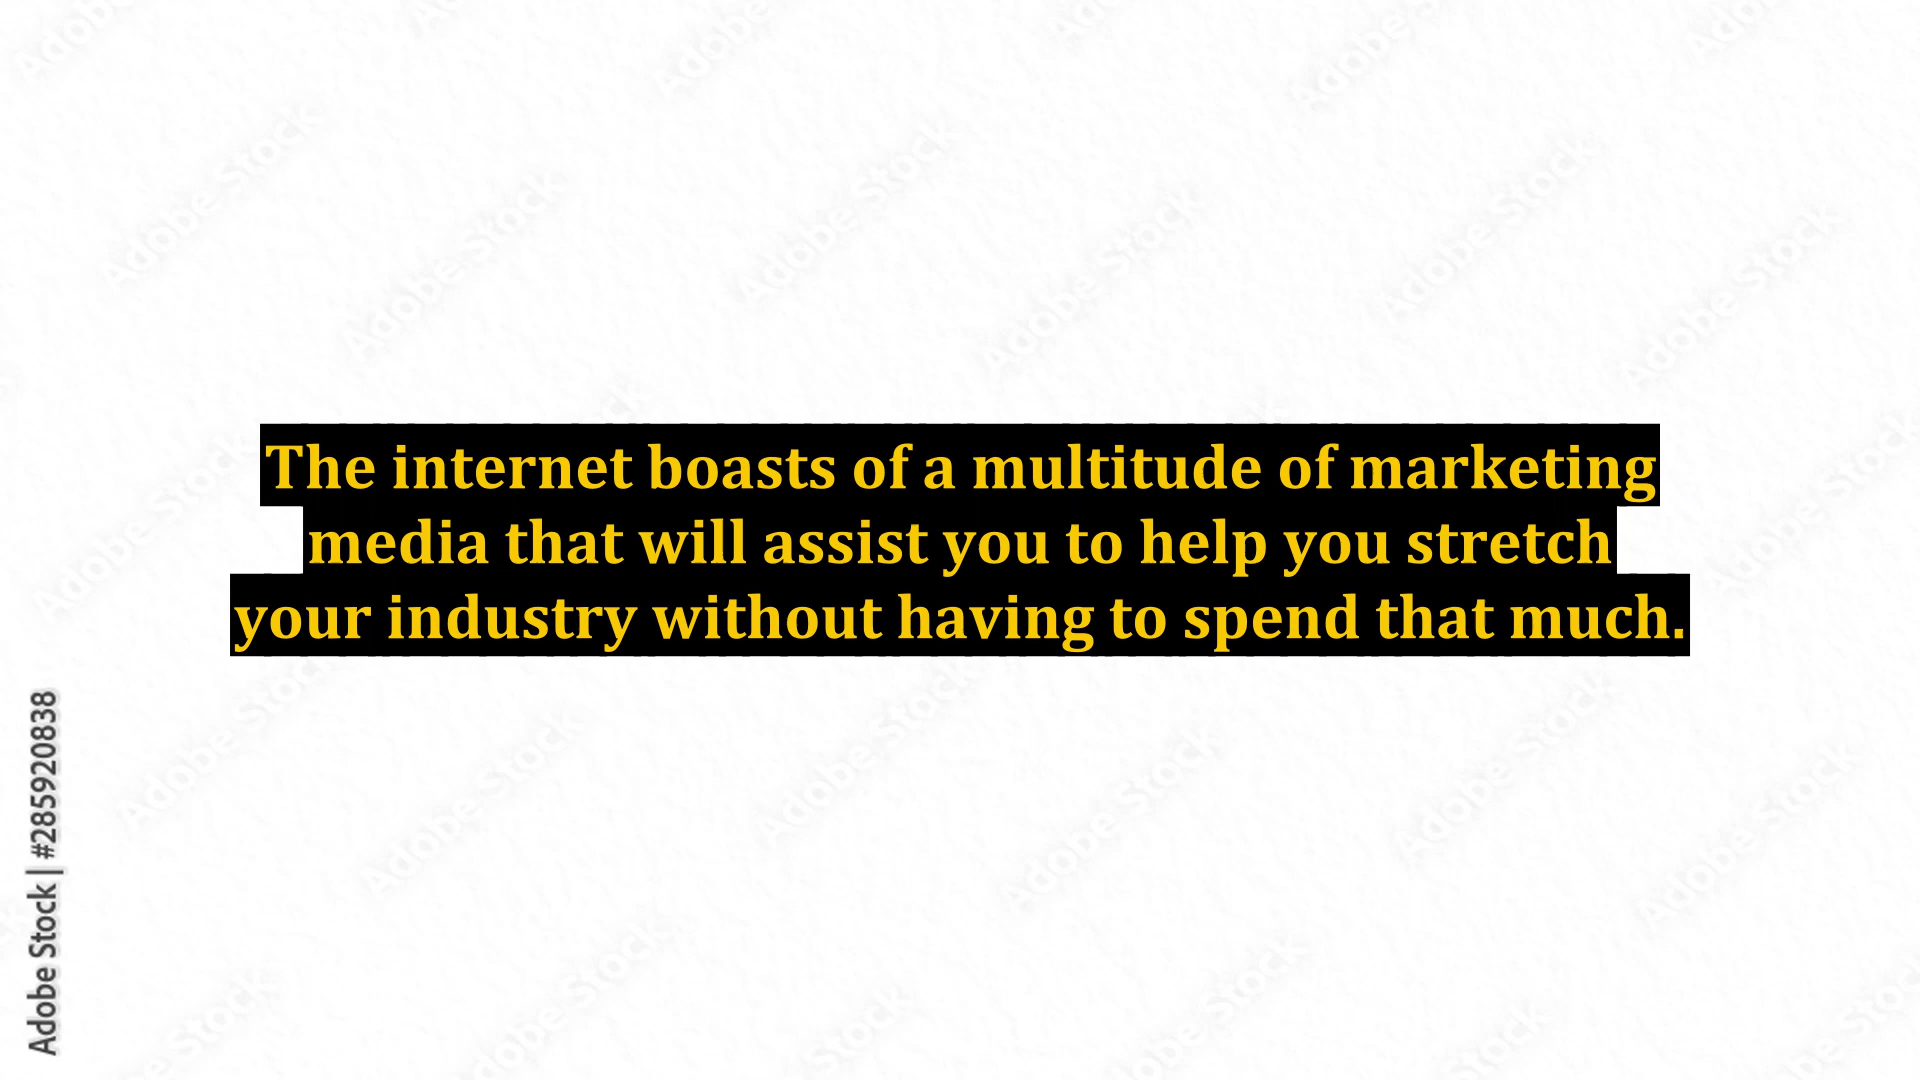 The internet boasts of a multitude of marketing
media that will assist you to help you stretch
your industry without having to spend that much.
Adobe Stock | #285920838